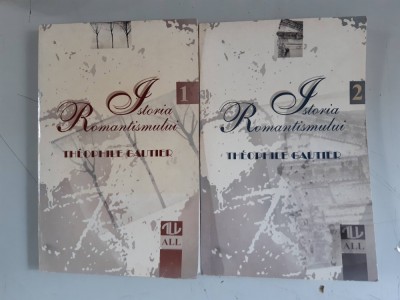 1
Istoria
Romantismului
THÉOPHILE GAUTIER
ALL
2
Istoria
Romantismului
THÉOPHILE GAUTIER
ALL